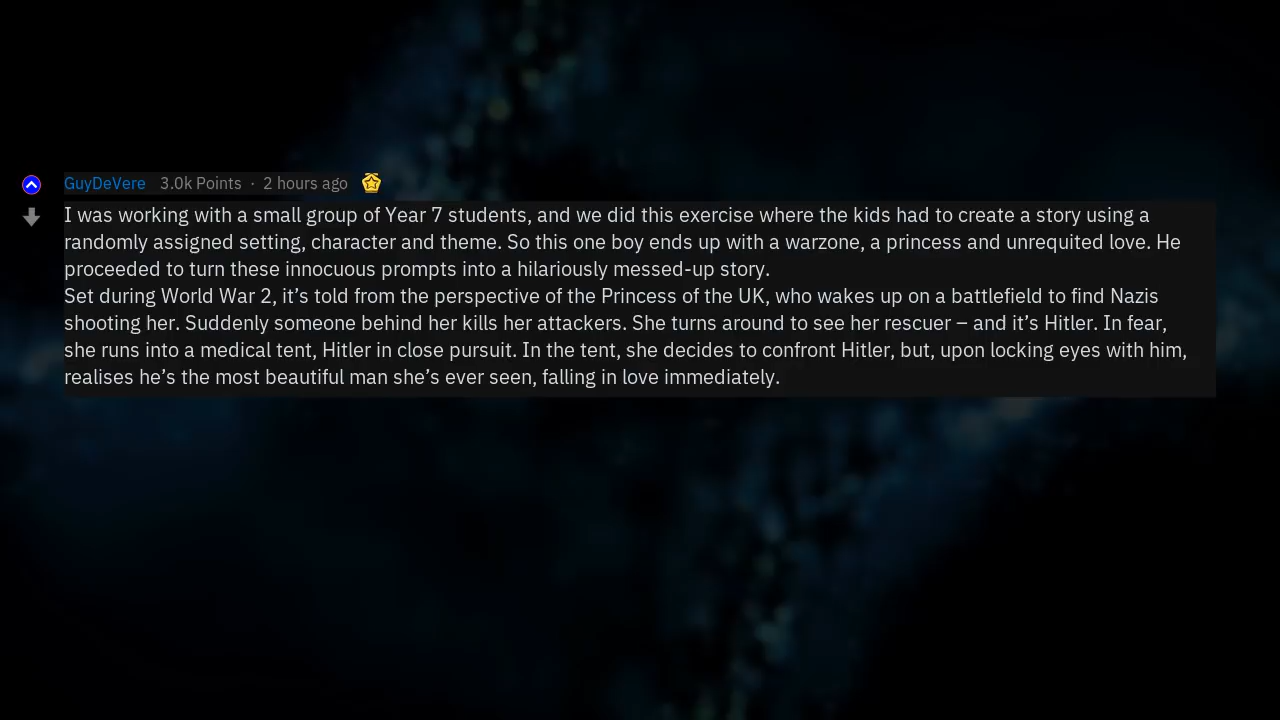 GuyDeVere 3.0k Points · 2 hours ago
I was working with a small group of Year 7 students, and we did this exercise where the kids had to create a story using a
randomly assigned setting, character and theme. So this one boy ends up with a warzone, a princess and unrequited love. He
proceeded to turn these innocuous prompts into a hilariously messed-up story.
Set during World War 2, it’s told from the perspective of the Princess of the UK, who wakes up on a battlefield to find Nazis
shooting her. Suddenly someone behind her kills her attackers. She turns around to see her rescuer – and it’s Hitler. In fear,
she runs into a medical tent, Hitler in close pursuit. In the tent, she decides to confront Hitler, but, upon locking eyes with him,
realises he’s the most beautiful man she’s ever seen, falling in love immediately.